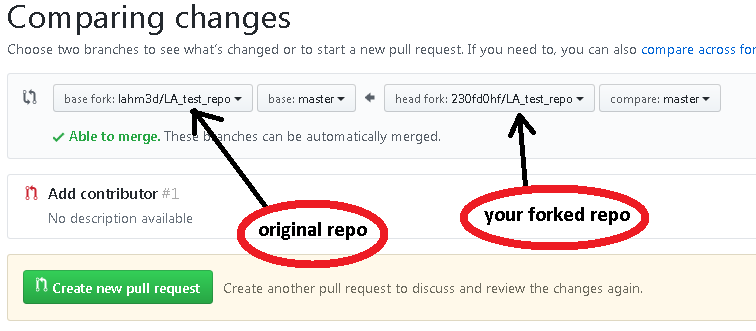 Comparing changes
Choose two branches to see what's changed or to start a new pull request. If you need to, you can also compare across for
base fork: lahm3d/LA_test_repo base: master head fork: 230fd0hf/LA_test_repo compare: master
Able to merge. These branches can be automatically merged.
Add contributor #1
No description available
original repo
your forked repo
Create new pull request Create another pull request to discuss and review the changes again.